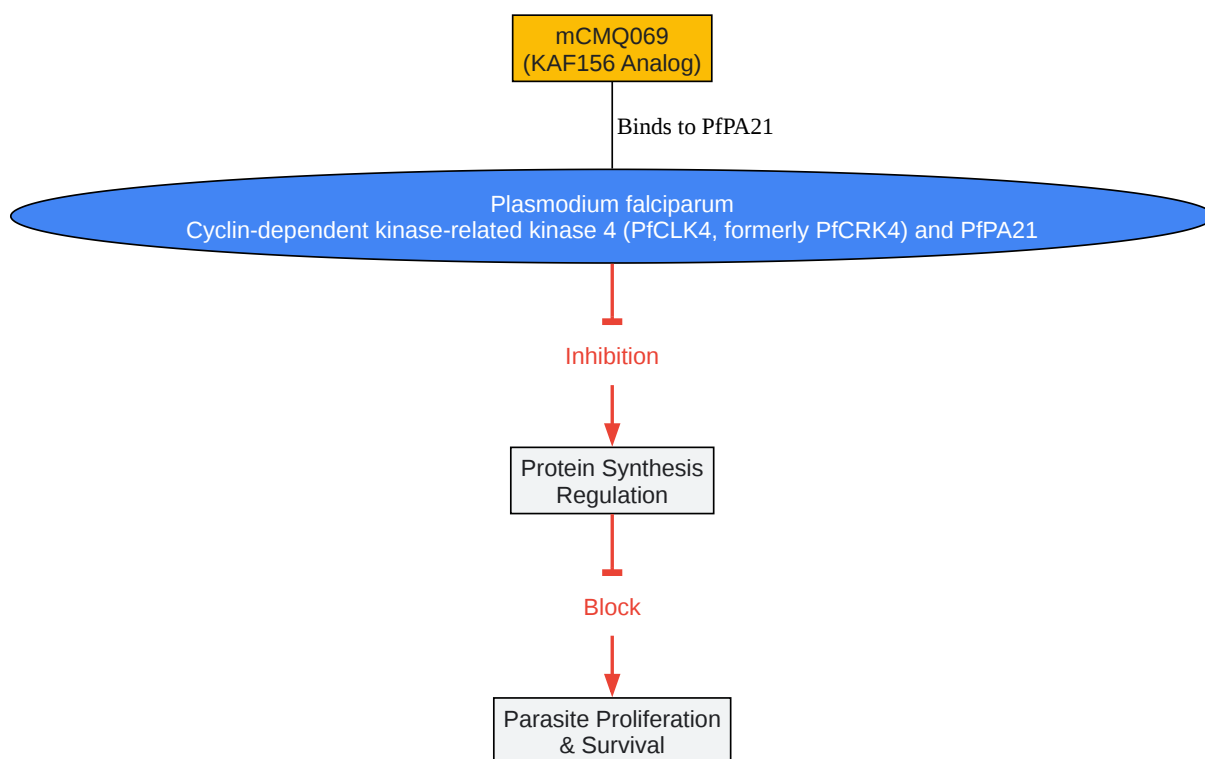 mCMQ069
(KAF156 Analog)
Binds to PfPA21
Plasmodium falciparum
Cyclin-dependent kinase-related kinase 4 (PfCLK4, formerly PfCRK4) and PfPA21
Inhibition
Protein Synthesis
Regulation
Block
Parasite Proliferation
& Survival